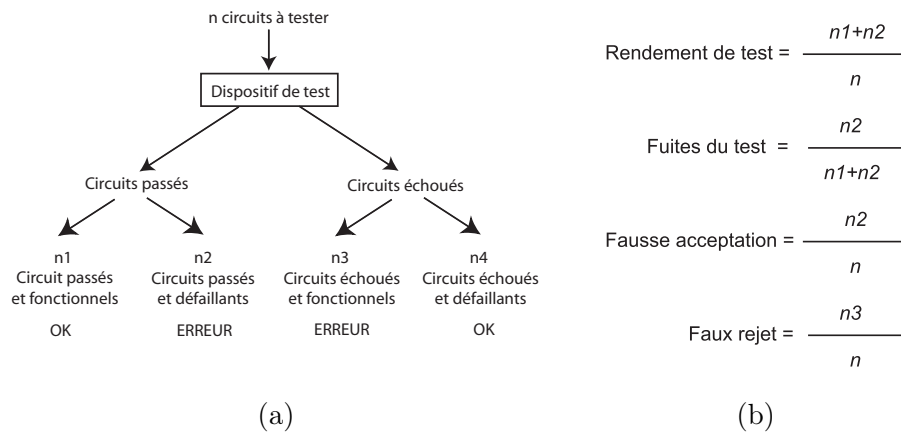 n circuits à tester
Dispositif de test
Circuits passés
Circuits échoués
n1
Circuit passés
et fonctionnels
OK
n2
Circuits passés
et défaillants
ERREUR
n3
Circuits échoués
et fonctionnels
ERREUR
n4
Circuits échoués
et défaillants
OK
(a)
Rendement de test =
n1+n2
n
Fuites du test =
n2
n1+n2
Fausse acceptation =
n2
n
Faux rejet =
n3
n
(b)